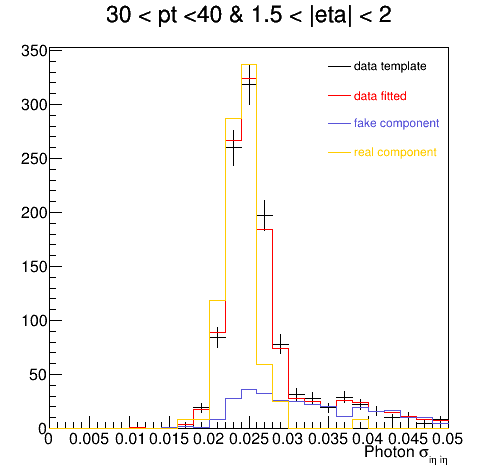 30 < pt <40 & 1.5 < |eta| < 2
350
300
250
200
150
100
50
0
data template
data fitted
fake component
real component
0 0.005 0.01 0.015 0.02 0.025 0.03 0.035 0.04 0.045 0.05
Photon σiη iη